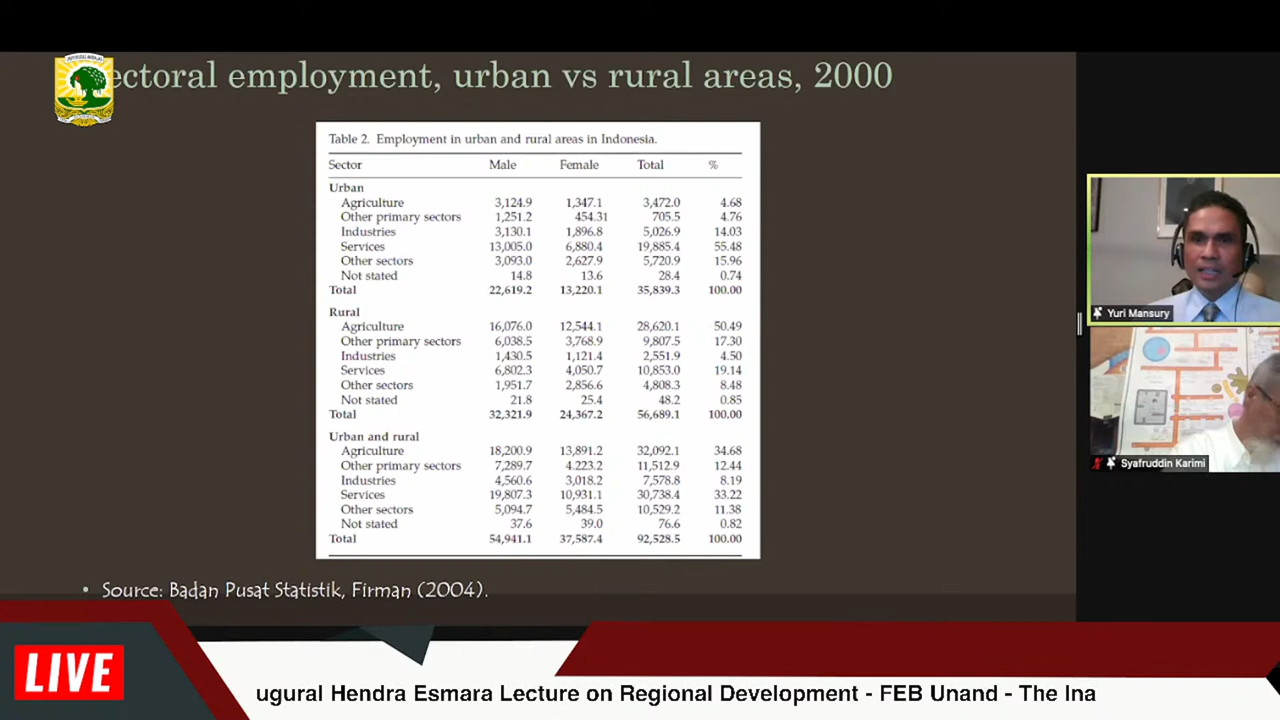 ectoral employment, urban vs rural areas, 2000
Table 2. Employment in urban and rural areas in Indonesia.
Sector Male Female Total %
Urban
Agriculture 3,124.9 1,347.1 3,472.0 4.68
Other primary sectors 1,251.2 454.31 705.5 4.76
Industries 3,130.1 1,896.8 5,026.9 14.03
Services 13,005.0 6,880.4 19,885.4 55.48
Other sectors 3,093.0 2,627.9 5,720.9 15.96
Not stated 14.8 13.6 28.4 0.74
Total 22,619.2 13,220.1 35,839.3 100.00
Rural
Agriculture 16,076.0 12,544.1 28,620.1 50.49
Other primary sectors 6,038.5 3,768.9 9,807.5 17.30
Industries 1,430.5 1,121.4 2,551.9 4.50
Services 6,802.3 4,050.7 10,853.0 19.14
Other sectors 1,951.7 2,856.6 4,808.3 8.48
Not stated 21.8 25.4 48.2 0.85
Total 32,321.9 24,367.2 56,689.1 100.00
Urban and rural
Agriculture 18,200.9 13,891.2 32,092.1 34.68
Other primary sectors 7,289.7 4.223.2 11,512.9 12.44
Industries 4,560.6 3,018.2 7,578.8 8.19
Services 19,807.3 10,931.1 30,738.4 33.22
Other sectors 5,094.7 5,484.5 10,529.2 11.38
Not stated 37.6 39.0 76.6 0.82
Total 54,941.1 37,587.4 92,528.5 100.00
• Source: Badan Pusat Statistik, Firman (2004).
Yuri Mansury
Syafruddin Karimi
LIVE
ugural Hendra Esmara Lecture on Regional Development - FEB Unand - The Ina